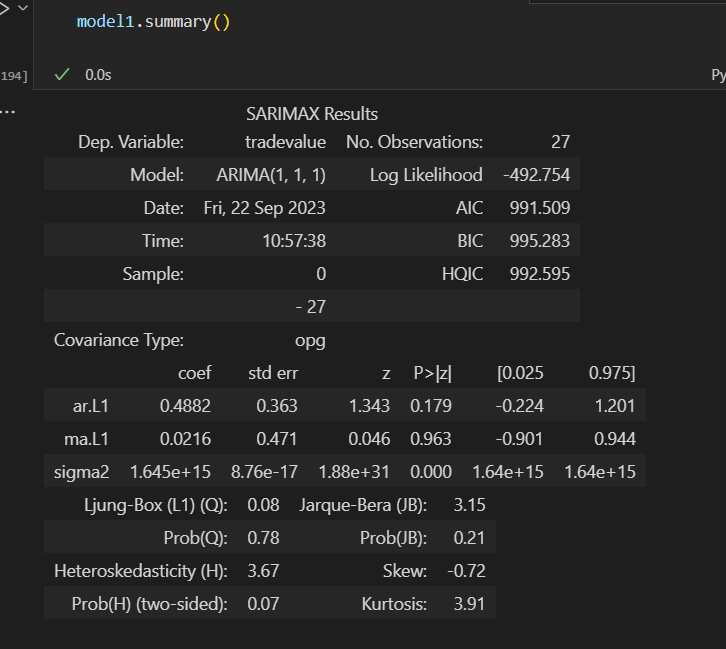 model1.summary()
194]
0.0s
Py
...
SARIMAX Results
Dep. Variable: tradevalue No. Observations: 27
Model: ARIMA(1, 1, 1) Log Likelihood -492.754
Date: Fri, 22 Sep 2023 AIC 991.509
Time: 10:57:38 BIC 995.283
Sample: 0 HQIC 992.595
- 27
Covariance Type: opg
coef std err z P>|z| [0.025 0.975]
ar.L1 0.4882 0.363 1.343 0.179 -0.224 1.201
ma.L1 0.0216 0.471 0.046 0.963 -0.901 0.944
sigma2 1.645e+15 8.76e-17 1.88e+31 0.000 1.64e+15 1.64e+15
Ljung-Box (L1) (Q): 0.08 Jarque-Bera (JB): 3.15
Prob(Q): 0.78 Prob(JB): 0.21
Heteroskedasticity (H): 3.67 Skew: -0.72
Prob(H) (two-sided): 0.07 Kurtosis: 3.91